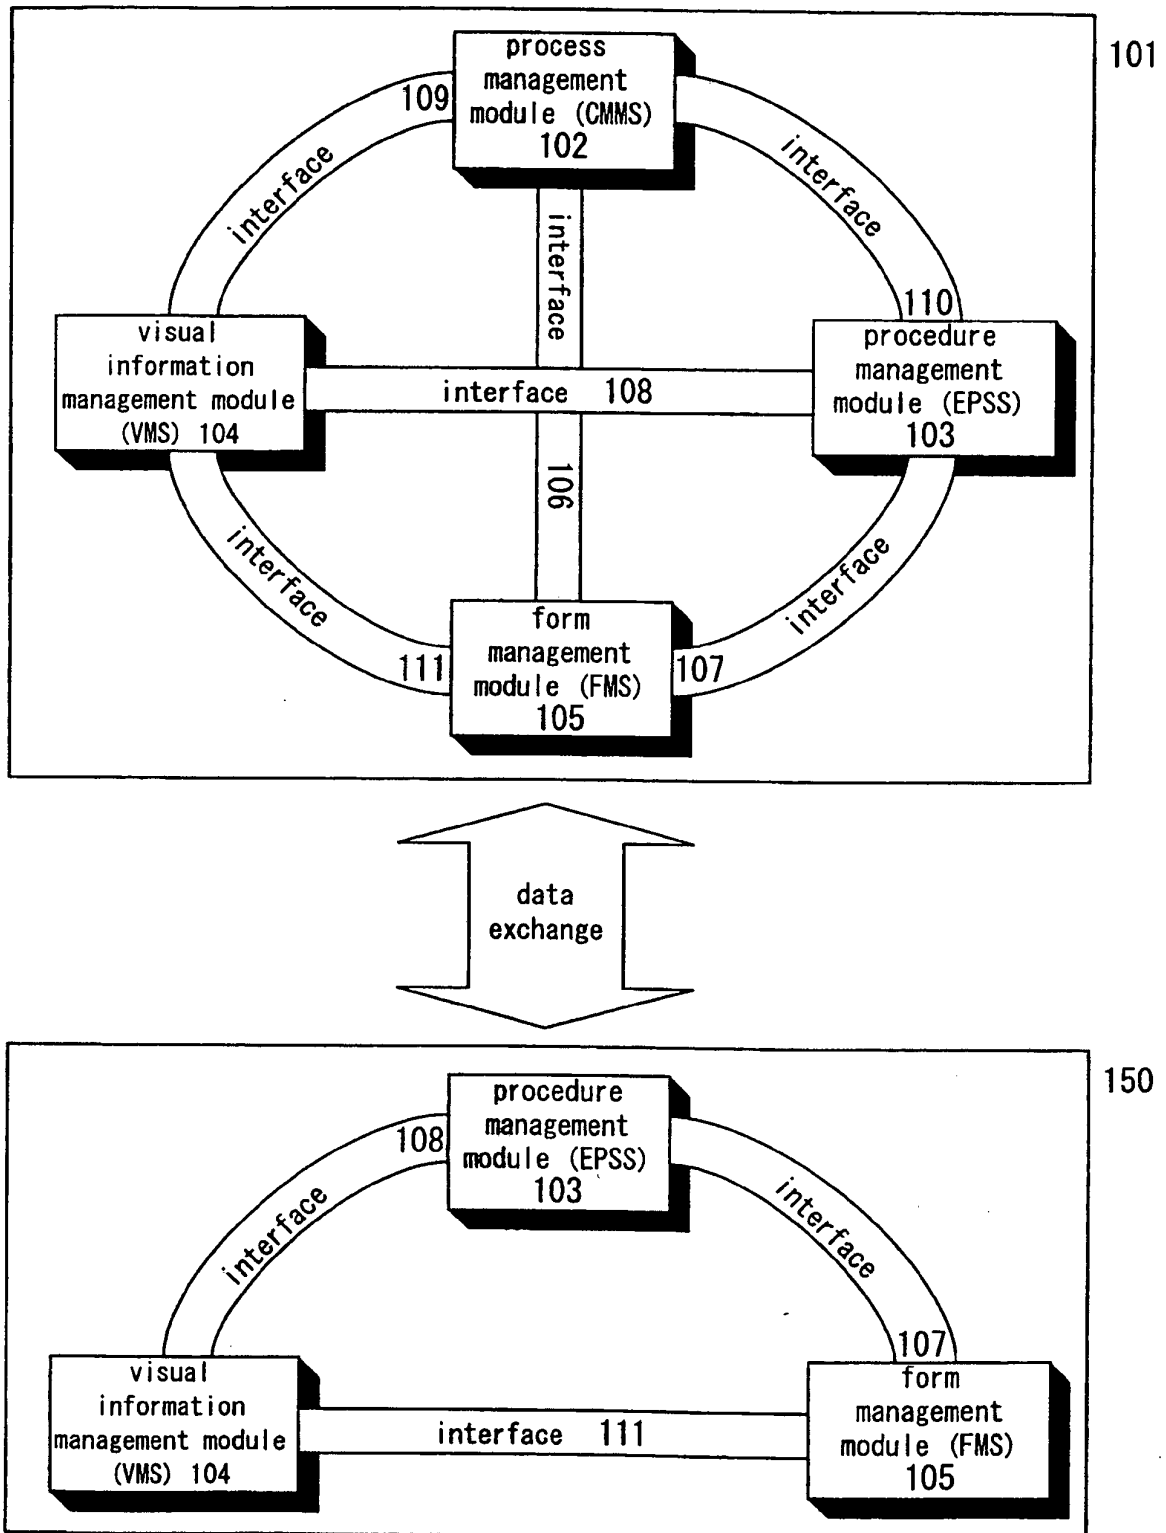 101
process
management
module (CMMS)
102
109
interface
interface
interface
110
visual
information
management module
(VMS) 104
procedure
management
module (EPSS)
103
interface 108
106
interface
interface
111
form
management
module (FMS)
105
107
data
exchange
150
procedure
management
module (EPSS)
103
108
interface
interface
107
visual
information
management module
(VMS) 104
form
management
module (FMS)
105
interface 111